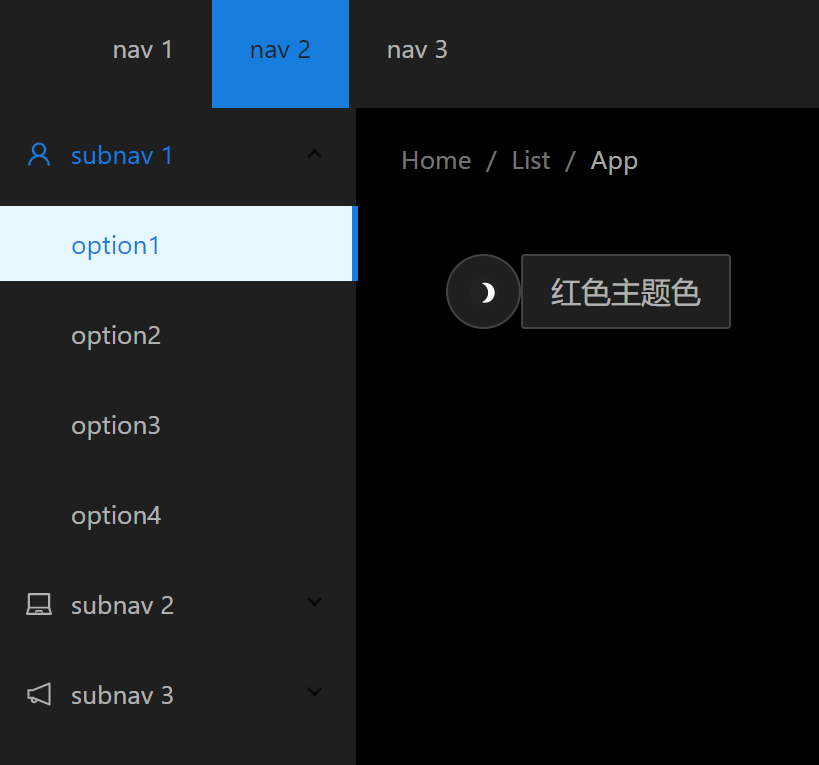 nav 1 nav 2 nav 3
subnav 1
Home / List / App
option1
红色主题色
option2
option3
option4
subnav 2
subnav 3